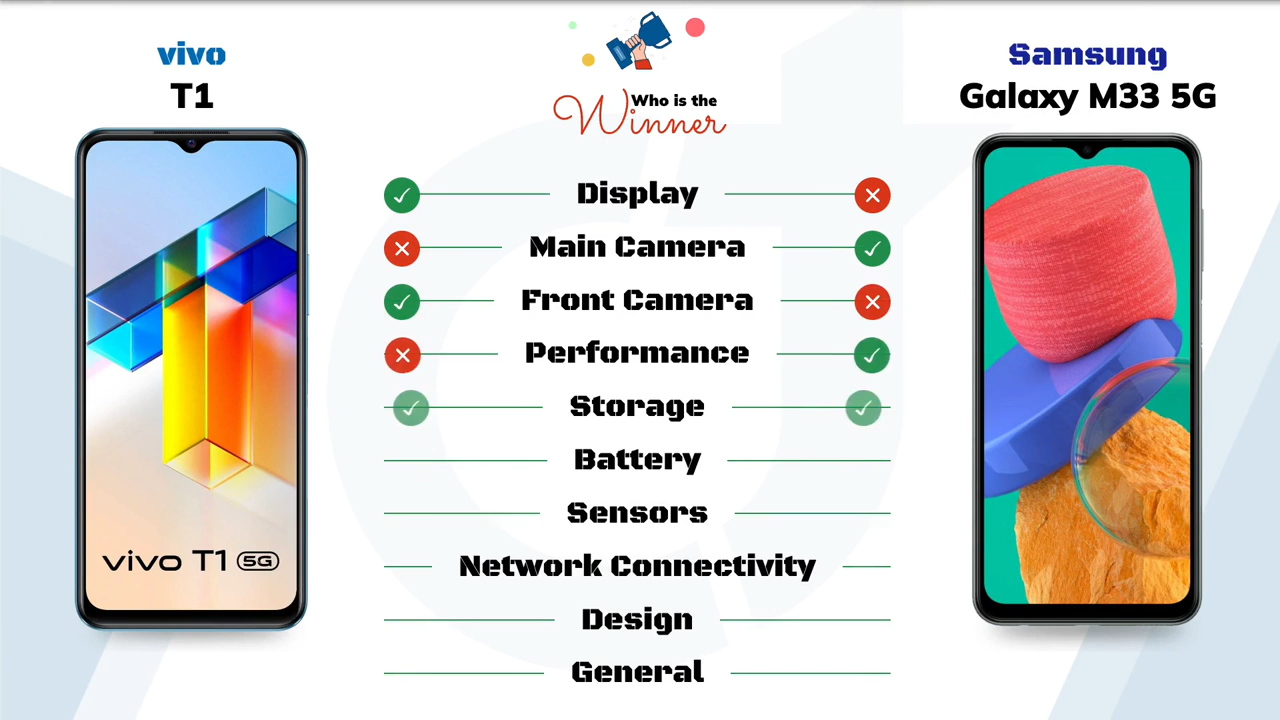 vivo
T1
Who is the
Winner
Samsung
Galaxy M33 5G
Display
Main Camera
Front Camera
Performance
Storage
Battery
Sensors
Network Connectivity
Design
General
vivo T1 5G